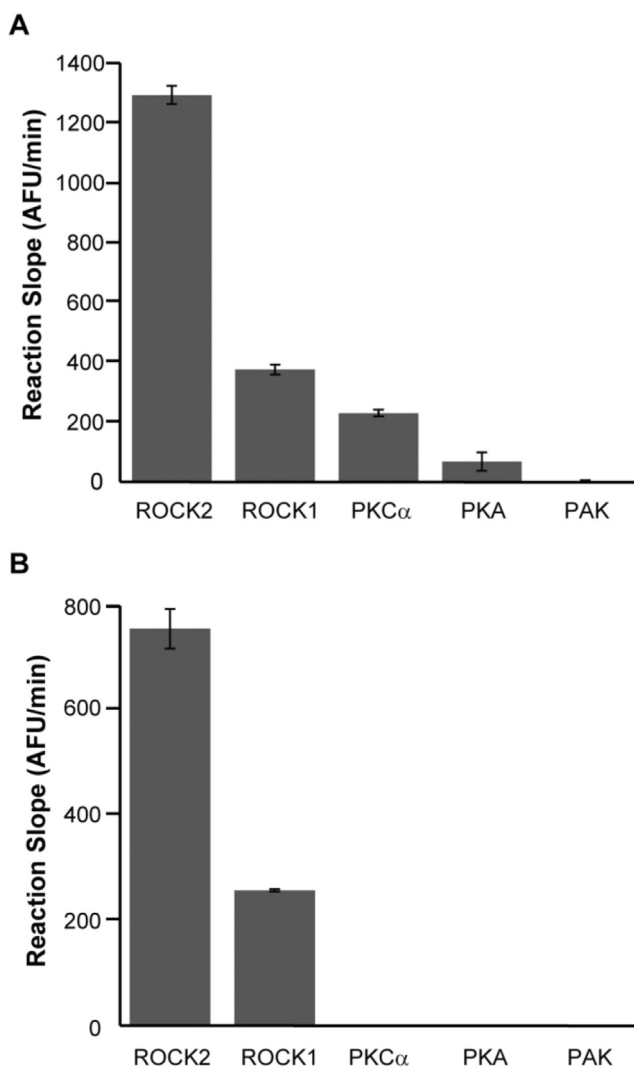 A
Reaction Slope (AFU/min)
1400
1200
1000
800
600
400
200
0
ROCK2 ROCK1 PKCα PKA PAK
B
Reaction Slope (AFU/min)
800
600
400
200
0
ROCK2 ROCK1 PKCα PKA PAK